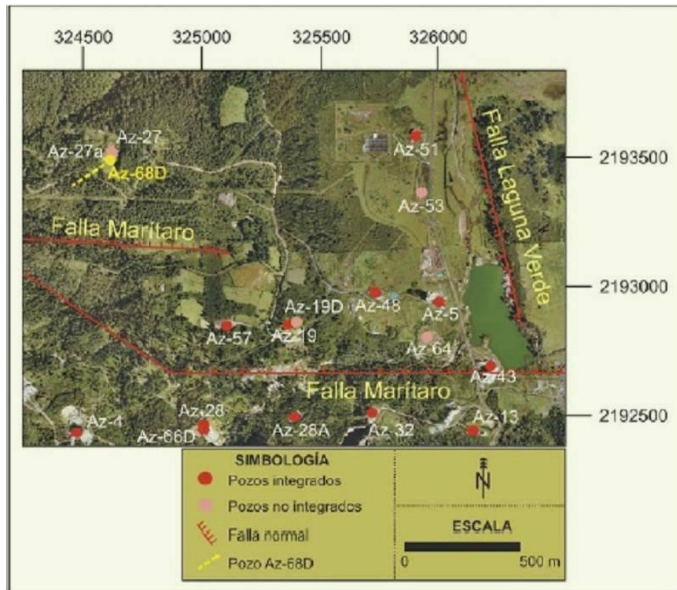 324500 325000 325500 326000
Az-27
Az-27a
Az-68D
Az-51
2193500
Az-53
Falla Laguna Verde
Falla Marítaro
2193000
Az-19D
Az-48
Az-5
Az-57
Az-19
Az-64
Az-43
Falla Marítaro
Az-28
Az-4
Az-66D
Az-28A
Az-32
Az-13
2192500
SIMBOLOGÍA
Pozos integrados
Pozos no integrados
Falla normal
Pozo Az-68D
N
ESCALA
0 500 m